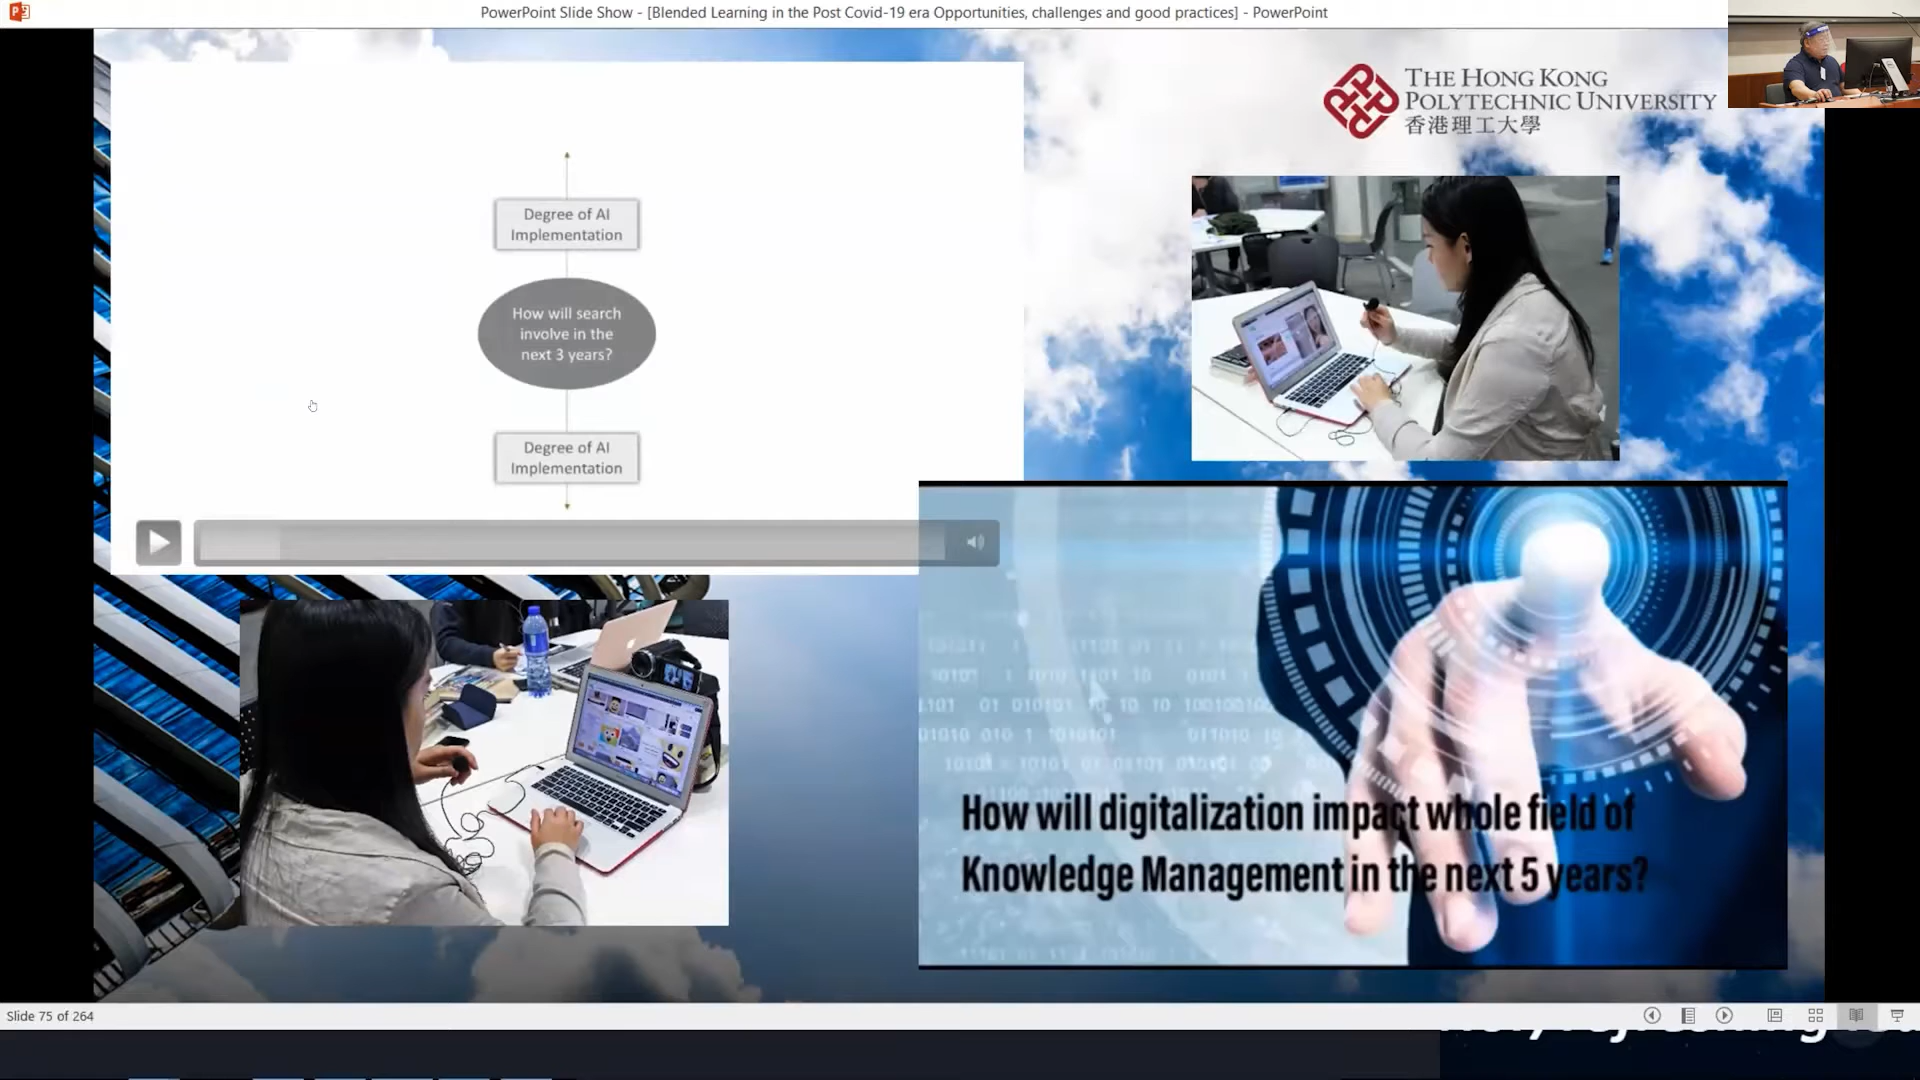 PowerPoint Slide Show - [Blended Learning in the Post Covid-19 era Opportunities, challenges and good practices] - PowerPoint
THE HONG KONG
POLYTECHNIC UNIVERSITY
香港理工大學
Degree of AI
Implementation
How will search
involve in the
next 3 years?
Degree of AI
Implementation
How will digitalization impact whole field of
Knowledge Management in the next 5 years?
Slide 75 of 264